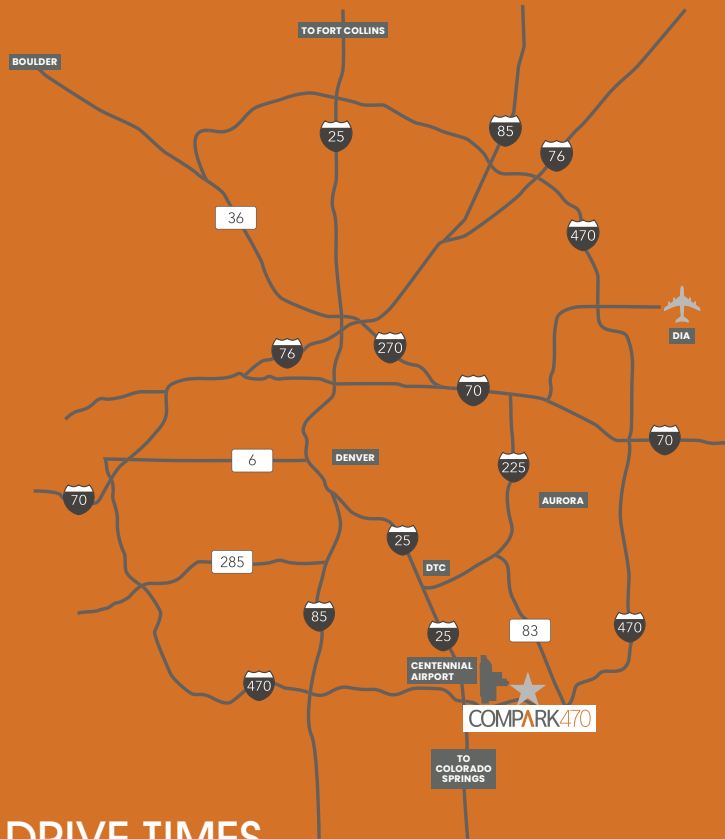 TO FORT COLLINS
BOULDER
25
85
76
36
470
DIA
76
270
70
70
6
DENVER
225
70
AURORA
25
285
DTC
85
25
83
470
CENTENNIAL
AIRPORT
470
COMPARK470
TO
COLORADO
SPRINGS
DRIVE TIMES